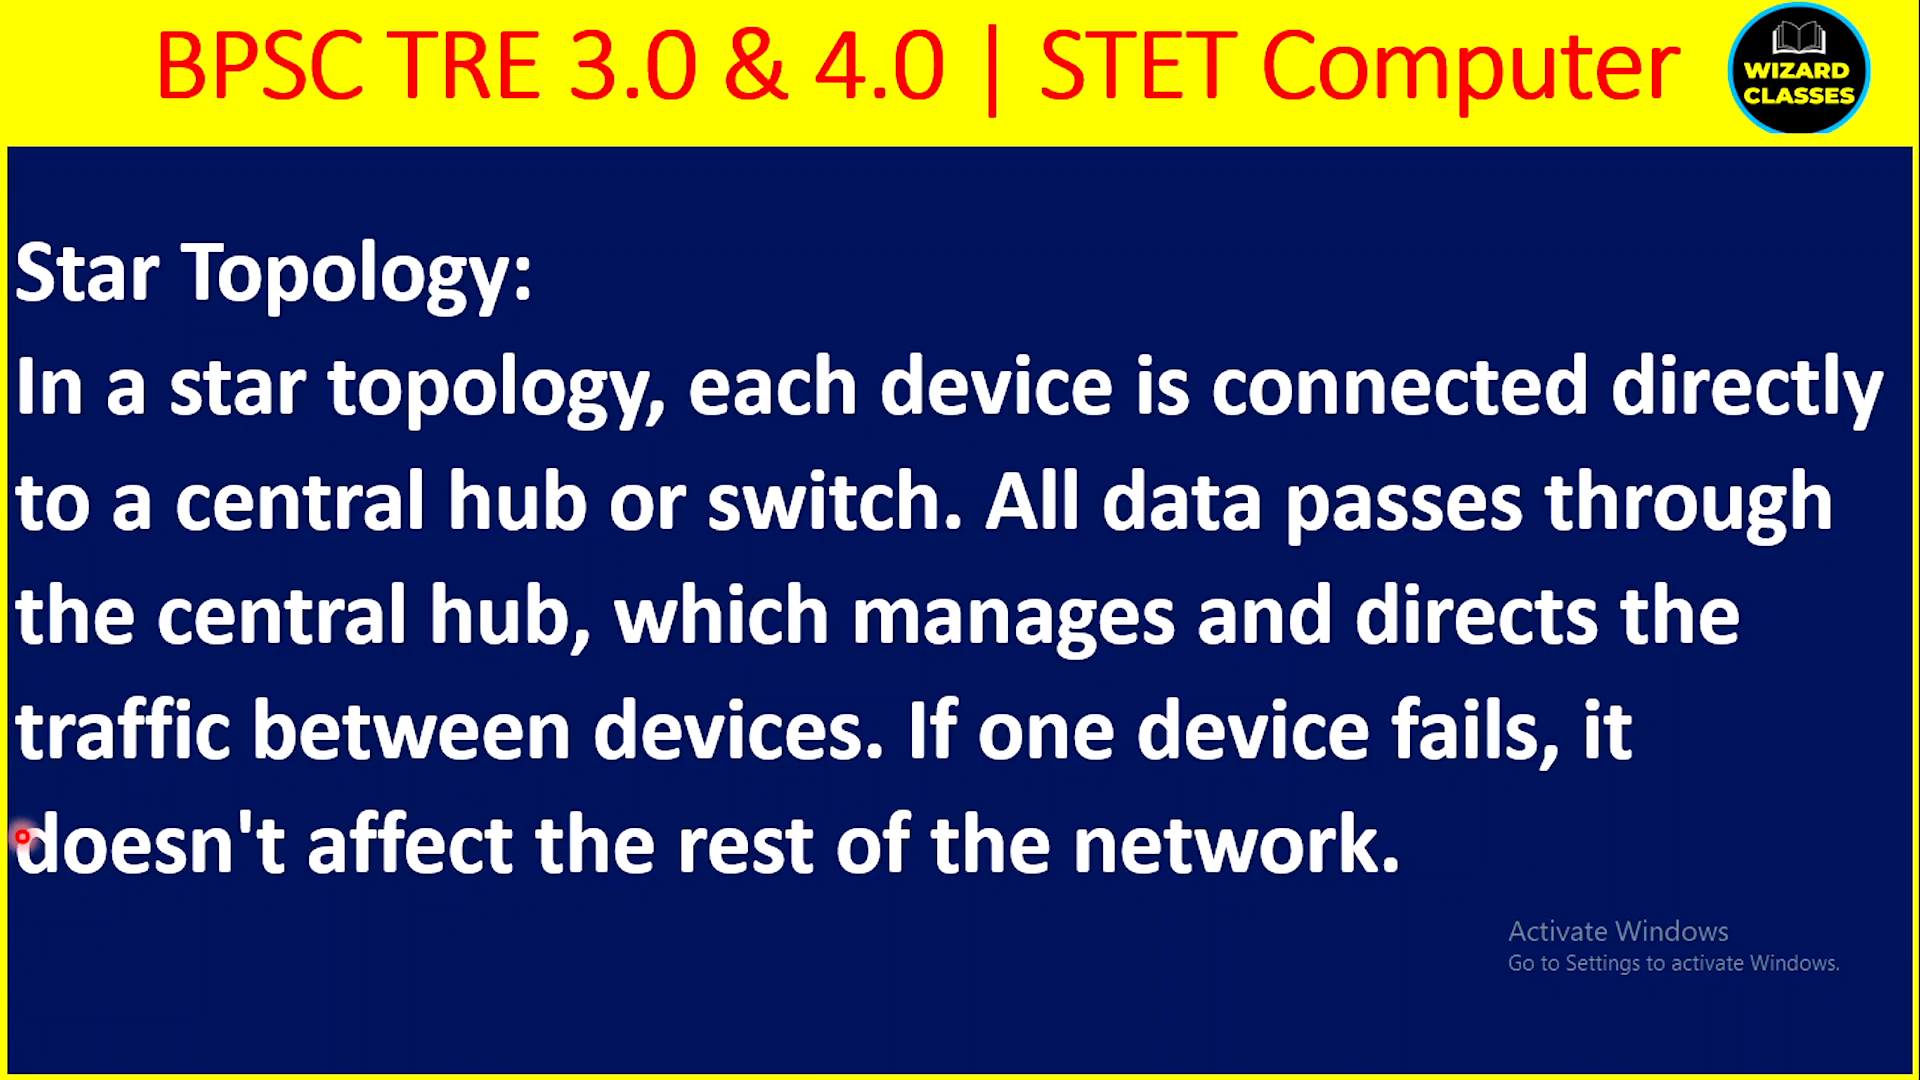 BPSC TRE 3.0 & 4.0 | STET Computer
WIZARD
CLASSES
Star Topology:
In a star topology, each device is connected directly
to a central hub or switch. All data passes through
the central hub, which manages and directs the
traffic between devices. If one device fails, it
doesn't affect the rest of the network.
Activate Windows
Go to Settings to activate Windows.